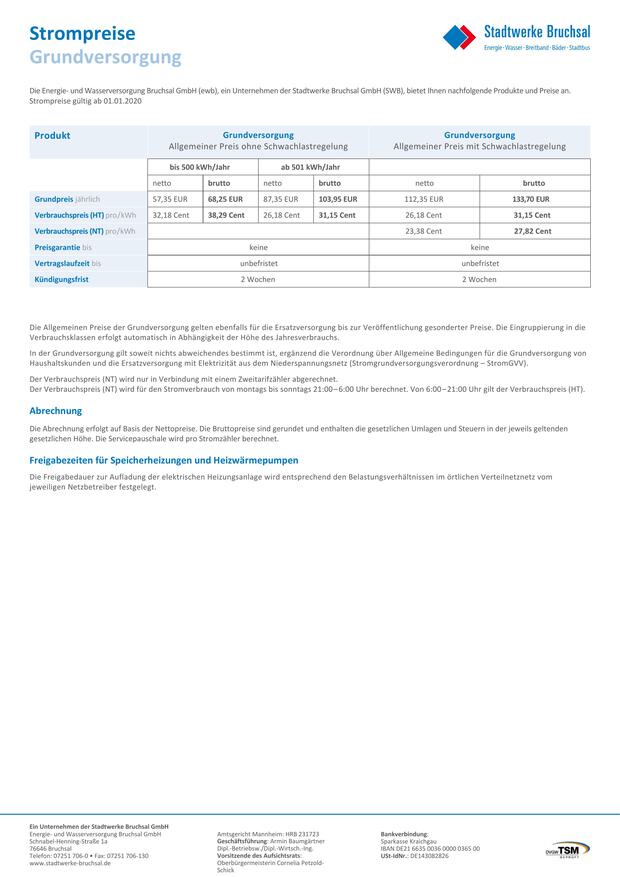 Strompreise
Grundversorgung
Stadtwerke Bruchsal
Energie · Wasser · Breitband · Bäder · Stadtbus
Die Energie- und Wasserversorgung Bruchsal GmbH (ewb), ein Unternehmen der Stadtwerke Bruchsal GmbH (SWB), bietet Ihnen nachfolgende Produkte und Preise an.
Strompreise gültig ab 01.01.2020
Produkt
Grundversorgung
Allgemeiner Preis ohne Schwachlastregelung
Grundversorgung
Allgemeiner Preis mit Schwachlastregelung
bis 500 kWh/Jahr ab 501 kWh/Jahr
netto brutto netto brutto netto brutto
Grundpreis jährlich 57,35 EUR 68,25 EUR 87,35 EUR 103,95 EUR 112,35 EUR 133,70 EUR
Verbrauchspreis (HT) pro/kWh 32,18 Cent 38,29 Cent 26,18 Cent 31,15 Cent 26,18 Cent 31,15 Cent
Verbrauchspreis (NT) pro/kWh 23,38 Cent 27,82 Cent
Preisgarantie bis keine keine
Vertragslaufzeit bis unbefristet unbefristet
Kündigungsfrist 2 Wochen 2 Wochen
Die Allgemeinen Preise der Grundversorgung gelten ebenfalls für die Ersatzversorgung bis zur Veröffentlichung gesonderter Preise. Die Eingruppierung in die
Verbrauchsklassen erfolgt automatisch in Abhängigkeit der Höhe des Jahresverbrauchs.
In der Grundversorgung gilt soweit nichts abweichendes bestimmt ist, ergänzend die Verordnung über Allgemeine Bedingungen für die Grundversorgung von
Haushaltskunden und die Ersatzversorgung mit Elektrizität aus dem Niederspannungsnetz (Stromgrundversorgungsverordnung – StromGVV).
Der Verbrauchspreis (NT) wird nur in Verbindung mit einem Zweitarifzähler abgerechnet.
Der Verbrauchspreis (NT) wird für den Stromverbrauch von montags bis sonntags 21:00–6:00 Uhr berechnet. Von 6:00–21:00 Uhr gilt der Verbrauchspreis (HT).
Abrechnung
Die Abrechnung erfolgt auf Basis der Nettopreise. Die Bruttopreise sind gerundet und enthalten die gesetzlichen Umlagen und Steuern in der jeweils geltenden
gesetzlichen Höhe. Die Servicepauschale wird pro Stromzähler berechnet.
Freigabezeiten für Speicherheizungen und Heizwärmepumpen
Die Freigabedauer zur Aufladung der elektrischen Heizungsanlage wird entsprechend den Belastungsverhältnissen im örtlichen Verteilnetznetz vom
jeweiligen Netzbetreiber festgelegt.
Ein Unternehmen der Stadtwerke Bruchsal GmbH
Energie- und Wasserversorgung Bruchsal GmbH
Schnabel-Henning-Straße 1a
76646 Bruchsal
Telefon: 07251 706-0 • Fax: 07251 706-130
www.stadtwerke-bruchsal.de
Amtsgericht Mannheim: HRB 231723
Geschäftsführung: Armin Baumgärtner
Dipl.-Betriebsw./Dipl.-Wirtsch.-Ing.
Vorsitzende des Aufsichtsrats:
Oberbürgermeisterin Cornelia Petzold-
Schick
Bankverbindung:
Sparkasse Kraichgau
IBAN DE21 6635 0036 0000 0365 00
USt-IdNr.: DE143082826
DVGW TSM
GEPRÜFT